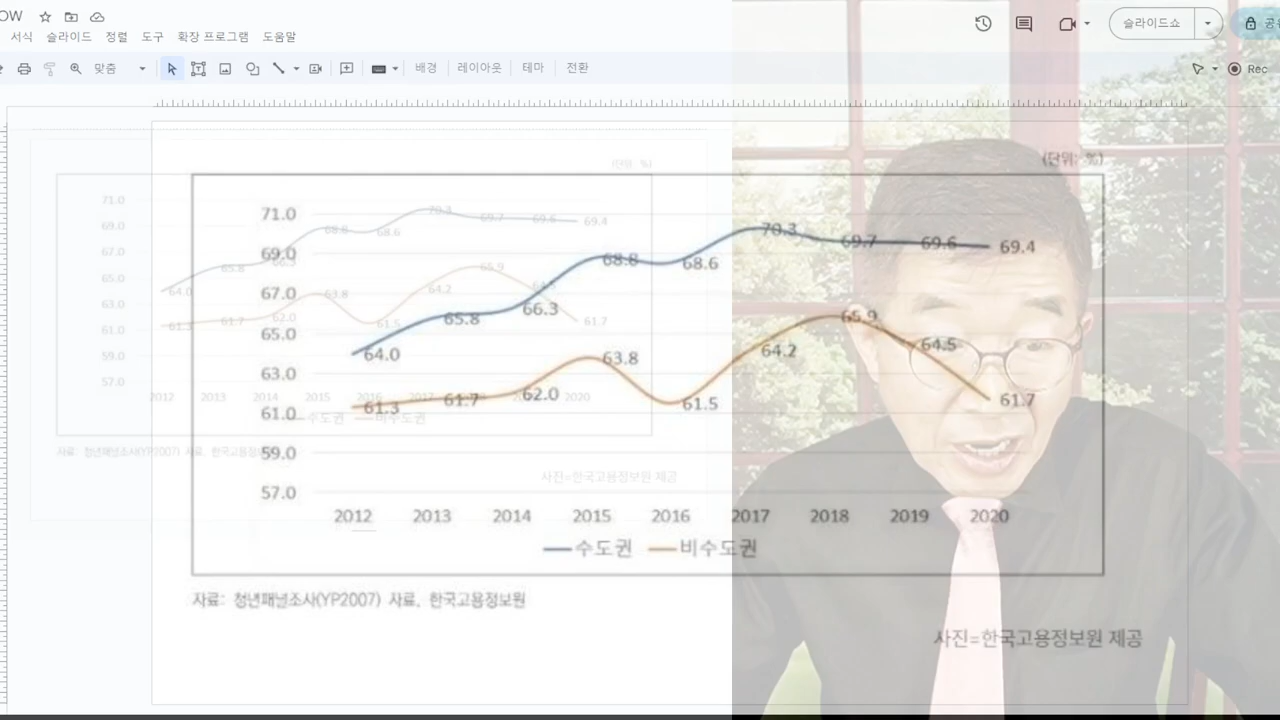 OW
서식 슬라이드 정렬 도구 확장 프로그램 도움말
슬라이드쇼
맞춤
배경 레이아웃 테마 전환
Rec
(단위: %)
(단위: %)
71.0
69.0
67.0
65.0
63.0
61.0
59.0
57.0
64.0 65.8 66.3 68.8 68.6 70.3 69.7 69.6 69.4
61.3 61.7 62.0 63.8 61.5 64.2 65.9 64.5 61.7
2012 2013 2014 2015 2016 2017 2018 2019 2020
수도권 비수도권
자료: 청년패널조사(YP2007) 자료, 한국고용정보원
사진=한국고용정보원 제공
71.0
69.0
67.0
65.0
63.0
61.0
59.0
57.0
64.0 65.8 68.8 68.6 70.3 69.7 69.6 69.4
61.3 61.7 62.0 63.8 61.5 64.2 65.9 61.7
2012 2013 2014 2015 2016 2017 2020
수도권 비수도권
자료: 청년패널조사(YP2007) 자료, 한국고용정
사진=한국고용정보원 제공